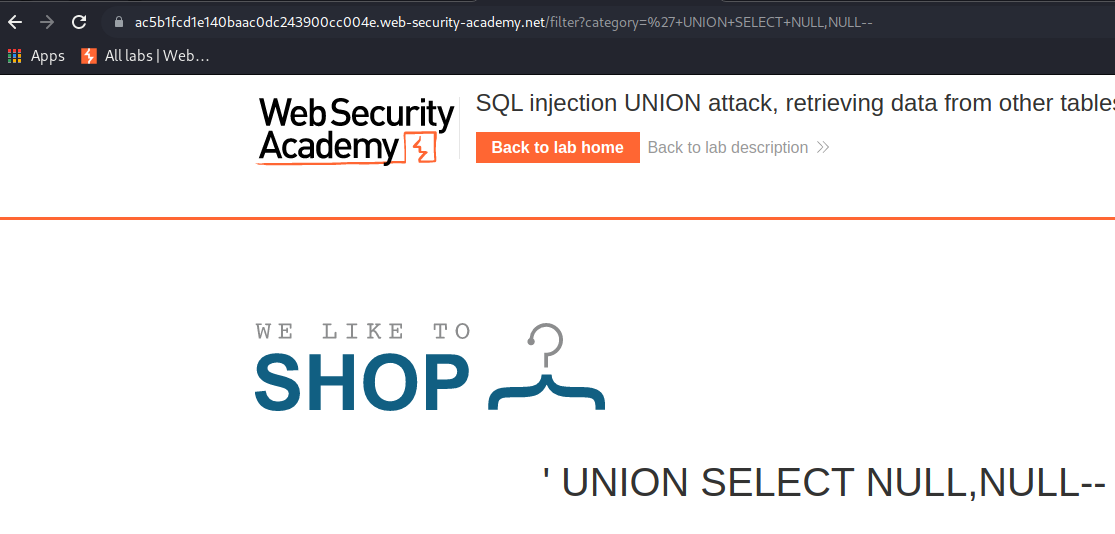 ac5b1fcd1e140baac0dc243900cc004e.web-security-academy.net/filter?category=%27+UNION+SELECT+NULL,NULL--
Apps All labs | Web...
WebSecurity
Academy
SQL injection UNION attack, retrieving data from other tables
Back to lab home Back to lab description
WE LIKE TO
SHOP
' UNION SELECT NULL,NULL--